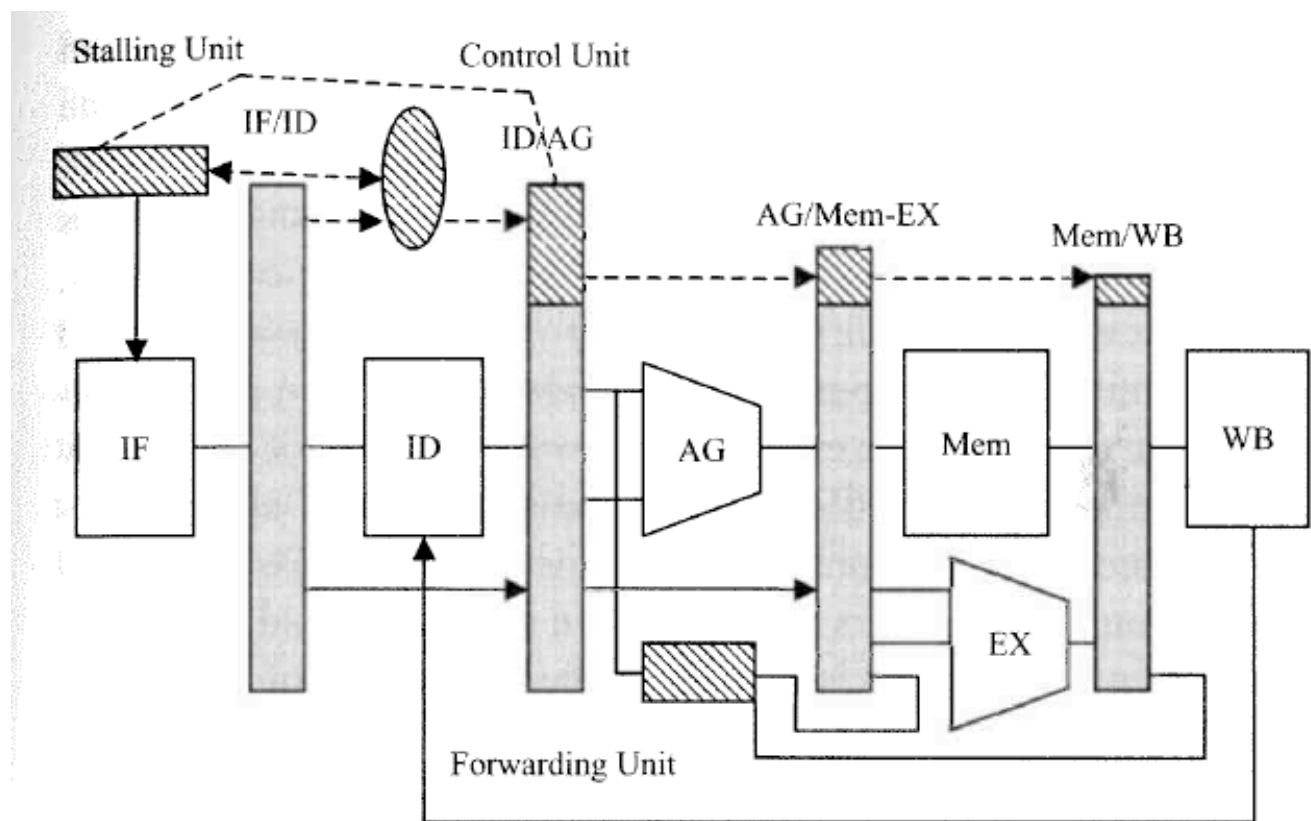 Stalling Unit
Control Unit
IF/ID
ID/AG
AG/Mem-EX
Mem/WB
IF
ID
AG
Mem
WB
EX
Forwarding Unit